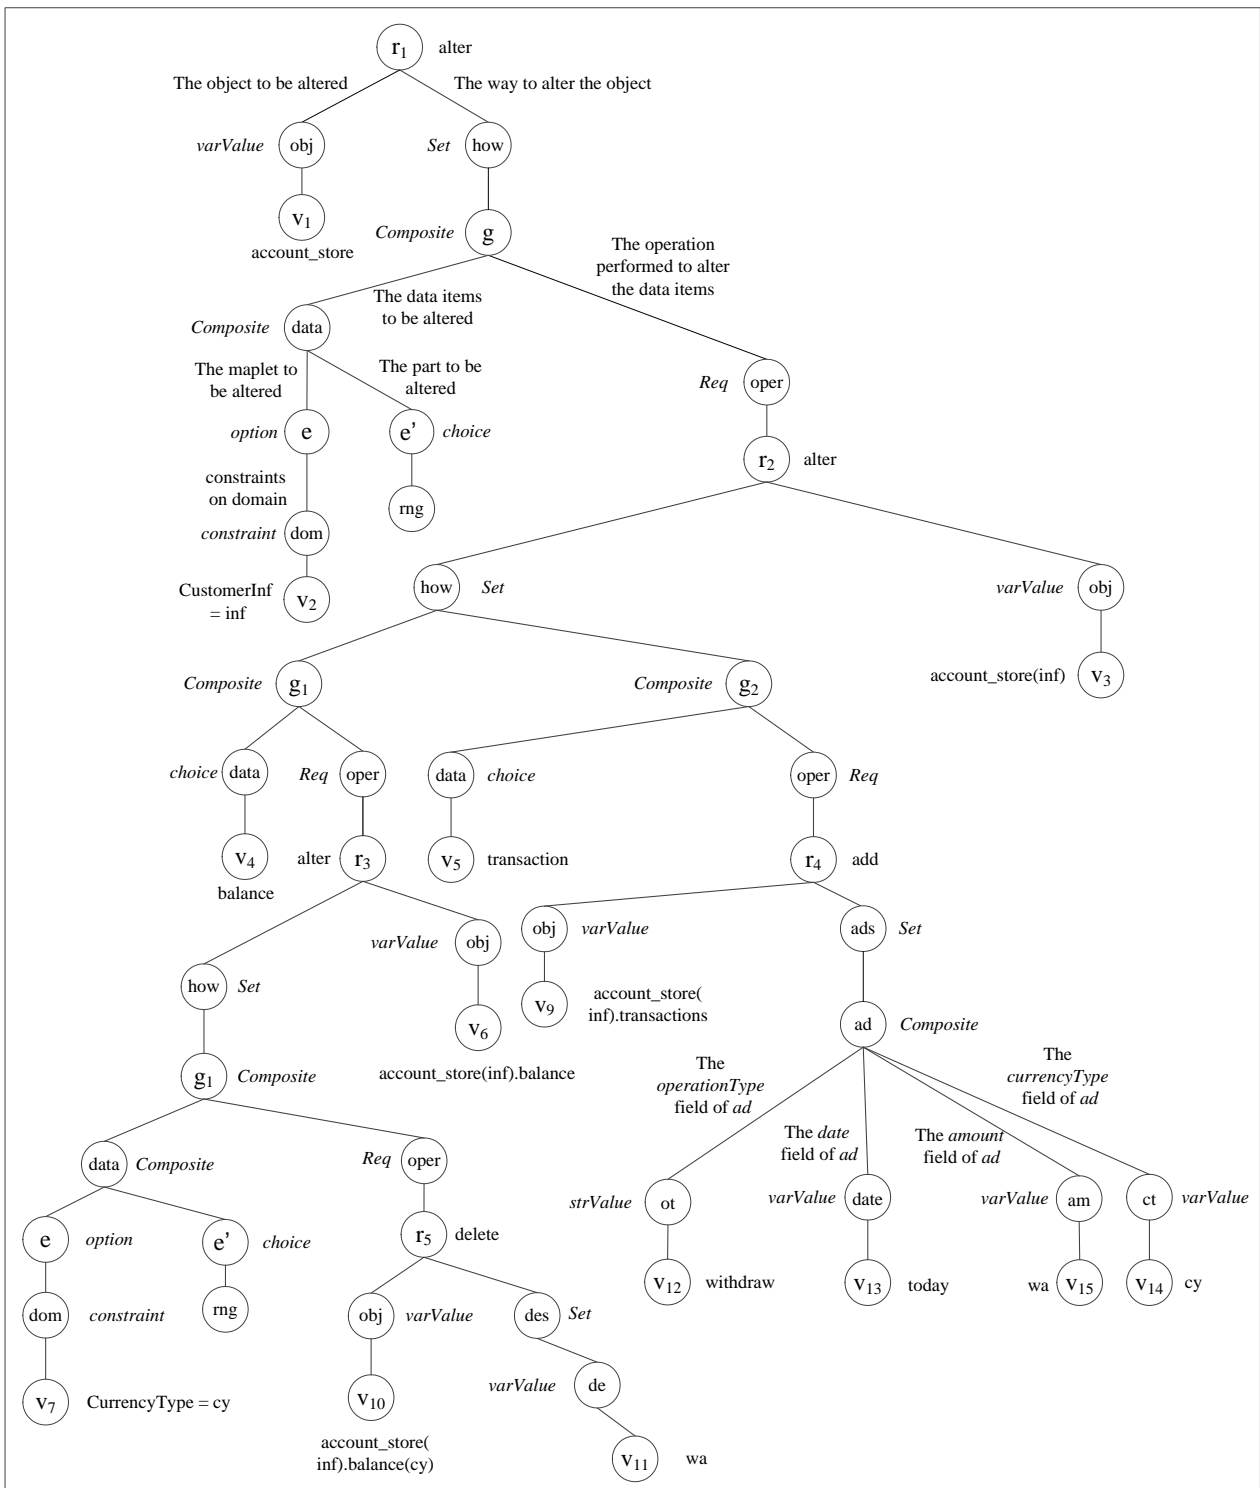 r1 alter
The object to be altered The way to alter the object
varValue obj Set how
v1
account_store
Composite g
The operation
performed to alter
the data items
The data items
to be altered
Composite data
The maplet to
be altered
The part to be
altered
Req oper
option e e' choice
r2 alter
constraints
on domain
rng
constraint dom
CustomerInf
= inf
v2
how Set varValue obj
Composite g1 Composite g2 account_store(inf) v3
choice data Req oper data choice oper Req
v4 alter r3 v5 transaction r4 add
balance
varValue obj obj varValue ads Set
how Set
v6 v9 account_store(
inf).transactions
ad Composite
account_store(inf).balance
g1 Composite
The
operationType
field of ad
The
currencyType
field of ad
The date
field of ad
The amount
field of ad
data Composite Req oper
strValue ot varValue date varValue am ct varValue
e option e' choice r5 delete
v12 withdraw v13 today wa v15 v14 cy
dom constraint rng obj varValue des Set
varValue de
v7 CurrencyType = cy v10
account_store(
inf).balance(cy)
v11 wa